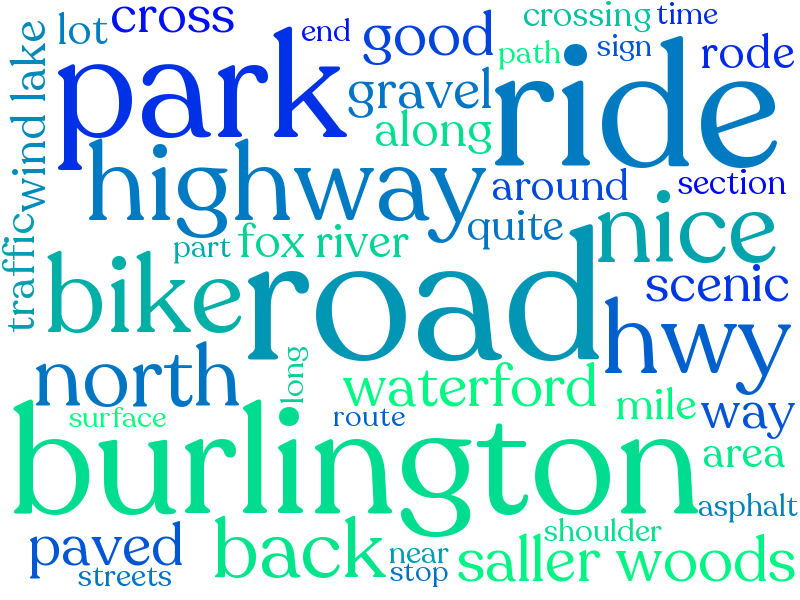 cross
lot
end
good
crossing
time
path
sign
rode
park
ride
gravel
along
wind lake
highway
around
section
quite
nice
part
fox river
traffic
bike
road
scenic
hwy
north
long
waterford
mile
way
surface
route
burlington
area
asphalt
paved
back
shoulder
near
saller woods
streets
stop